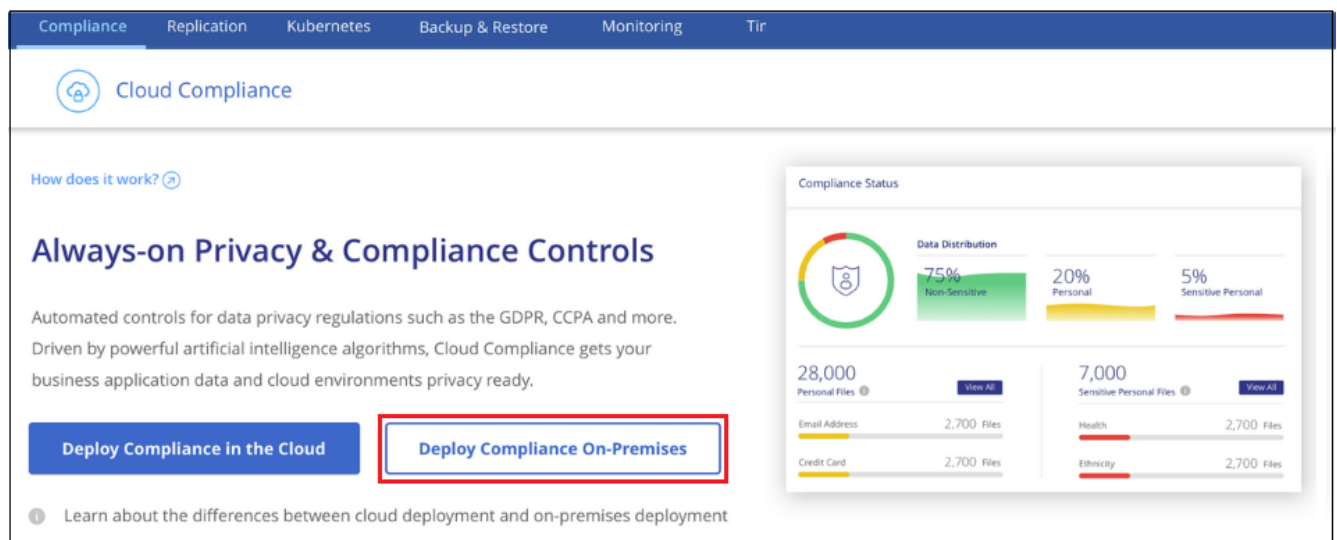 Compliance Replication Kubernetes Backup & Restore Monitoring Tir
Cloud Compliance
How does it work?
Always-on Privacy & Compliance Controls
Automated controls for data privacy regulations such as the GDPR, CCPA and more.
Driven by powerful artificial intelligence algorithms, Cloud Compliance gets your
business application data and cloud environments privacy ready.
Deploy Compliance in the Cloud
Deploy Compliance On-Premises
Learn about the differences between cloud deployment and on-premises deployment
Compliance Status
Data Distribution
75%
Non-Sensitive
20%
Personal
5%
Sensitive Personal
28,000
Personal Files
View All
Email Address 2,700 Files
Credit Card 2,700 Files
7,000
Sensitive Personal Files
View All
Health 2,700 Files
Ethnicity 2,700 Files